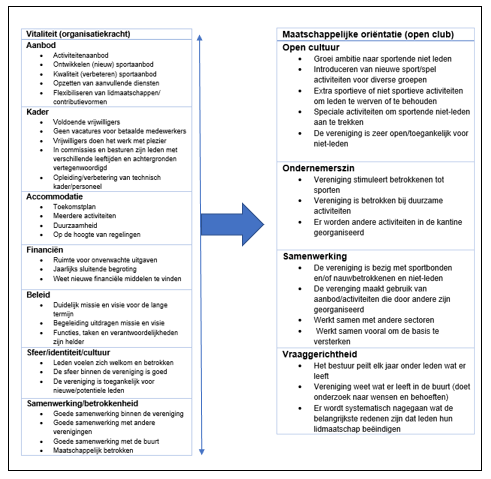 Vitaliteit (organisatiekracht)
Aanbod
• Activiteitenaanbod
• Ontwikkelen (nieuw) sportaanbod
• Kwaliteit (verbeteren) sportaanbod
• Opzetten van aanvullende diensten
• Flexibiliseren van lidmaatschappen/
contributievormen
Kader
• Voldoende vrijwilligers
• Geen vacatures voor betaalde medewerkers
• Vrijwilligers doen het werk met plezier
• In commissies en besturen zijn leden met
verschillende leeftijden en achtergronden
vertegenwoordigd
• Opleiding/verbetering van technisch
kader/personeel
Accommodatie
• Toekomstplan
• Meerdere activiteiten
• Duurzaamheid
• Op de hoogte van regelingen
Financiën
• Ruimte voor onverwachte uitgaven
• Jaarlijks sluitende begroting
• Weet nieuwe financiële middelen te vinden
Beleid
• Duidelijk missie en visie voor de lange
termijn
• Begeleiding uitdragen missie en visie
• Functies, taken en verantwoordelijkheden
zijn helder
Sfeer/identiteit/cultuur
• Leden voelen zich welkom en betrokken
• De sfeer binnen de vereniging is goed
• De vereniging is toegankelijk voor
nieuwe/potentiele leden
Samenwerking/betrokkenheid
• Goede samenwerking binnen de vereniging
• Goede samenwerking met andere
verenigingen
• Goede samenwerking met de buurt
• Maatschappelijk betrokken
Maatschappelijke oriëntatie (open club)
Open cultuur
• Groei ambitie naar sportende niet leden
• Introduceren van nieuwe sport/spel
activiteiten voor diverse groepen
• Extra sportieve of niet sportieve activiteiten
om leden te werven of te behouden
• Speciale activiteiten om sportende niet-leden
aan te trekken
• De vereniging is zeer open/toegankelijk voor
niet-leden
Ondernemerszin
• Vereniging stimuleert betrokkenen tot
sporten
• Vereniging is betrokken bij duurzame
activiteiten
• Er worden andere activiteiten in de kantine
georganiseerd
Samenwerking
• De vereniging is bezig met sportbonden
en/of nauwbetrokkenen en niet-leden
• De vereniging maakt gebruik van
aanbod/activiteiten die door andere zijn
georganiseerd
• Werkt samen met andere sectoren
• Werkt samen vooral om de basis te
versterken
Vraaggerichtheid
• Het bestuur peilt elk jaar onder leden wat er
leeft
• Vereniging weet wat er leeft in de buurt (doet
onderzoek naar wensen en behoeften)
• Er wordt systematisch nagegaan wat de
belangrijkste redenen zijn dat leden hun
lidmaatschap beëindigen